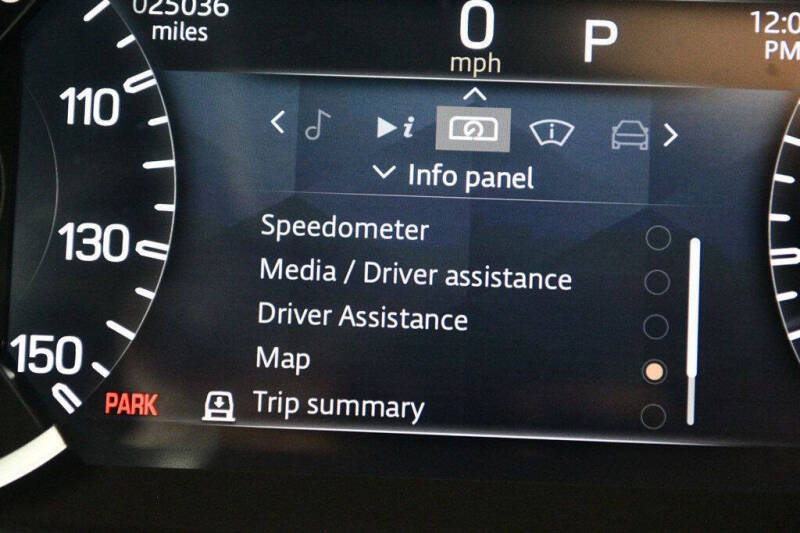 025036
miles
0
mph
P
12:0
PM
110
i
Info panel
Speedometer
130
Media / Driver assistance
Driver Assistance
150
Map
PARK
Trip summary